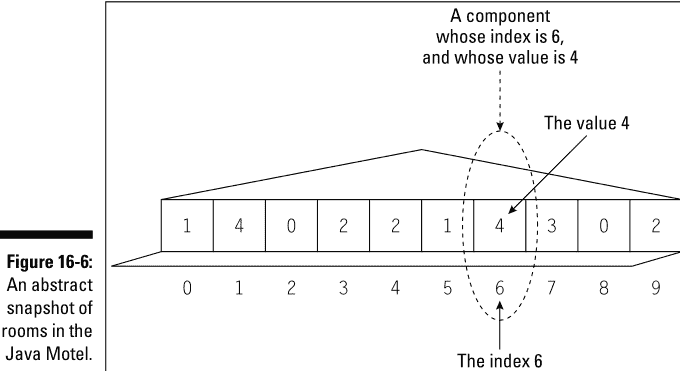 A component
whose index is 6,
and whose value is 4
The value 4
1 4 0 2 2 1 4 3 0 2
0 1 2 3 4 5 6 7 8 9
The index 6
Figure 16-6:
An abstract
snapshot of
rooms in the
Java Motel.